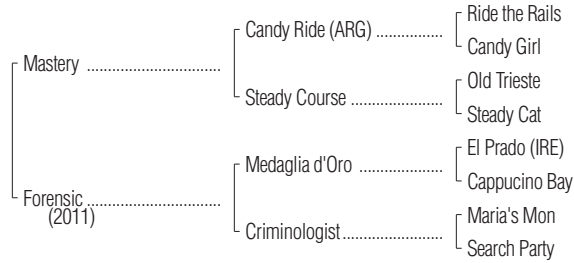 Ride the Rails
Candy Ride (ARG) ................
Candy Girl
Mastery ................................
Old Trieste
Steady Course ......................
Steady Cat
El Prado (IRE)
Medaglia d'Oro ....................
Cappucino Bay
Forensic ................................
(2011)
Maria's Mon
Criminologist........................
Search Party